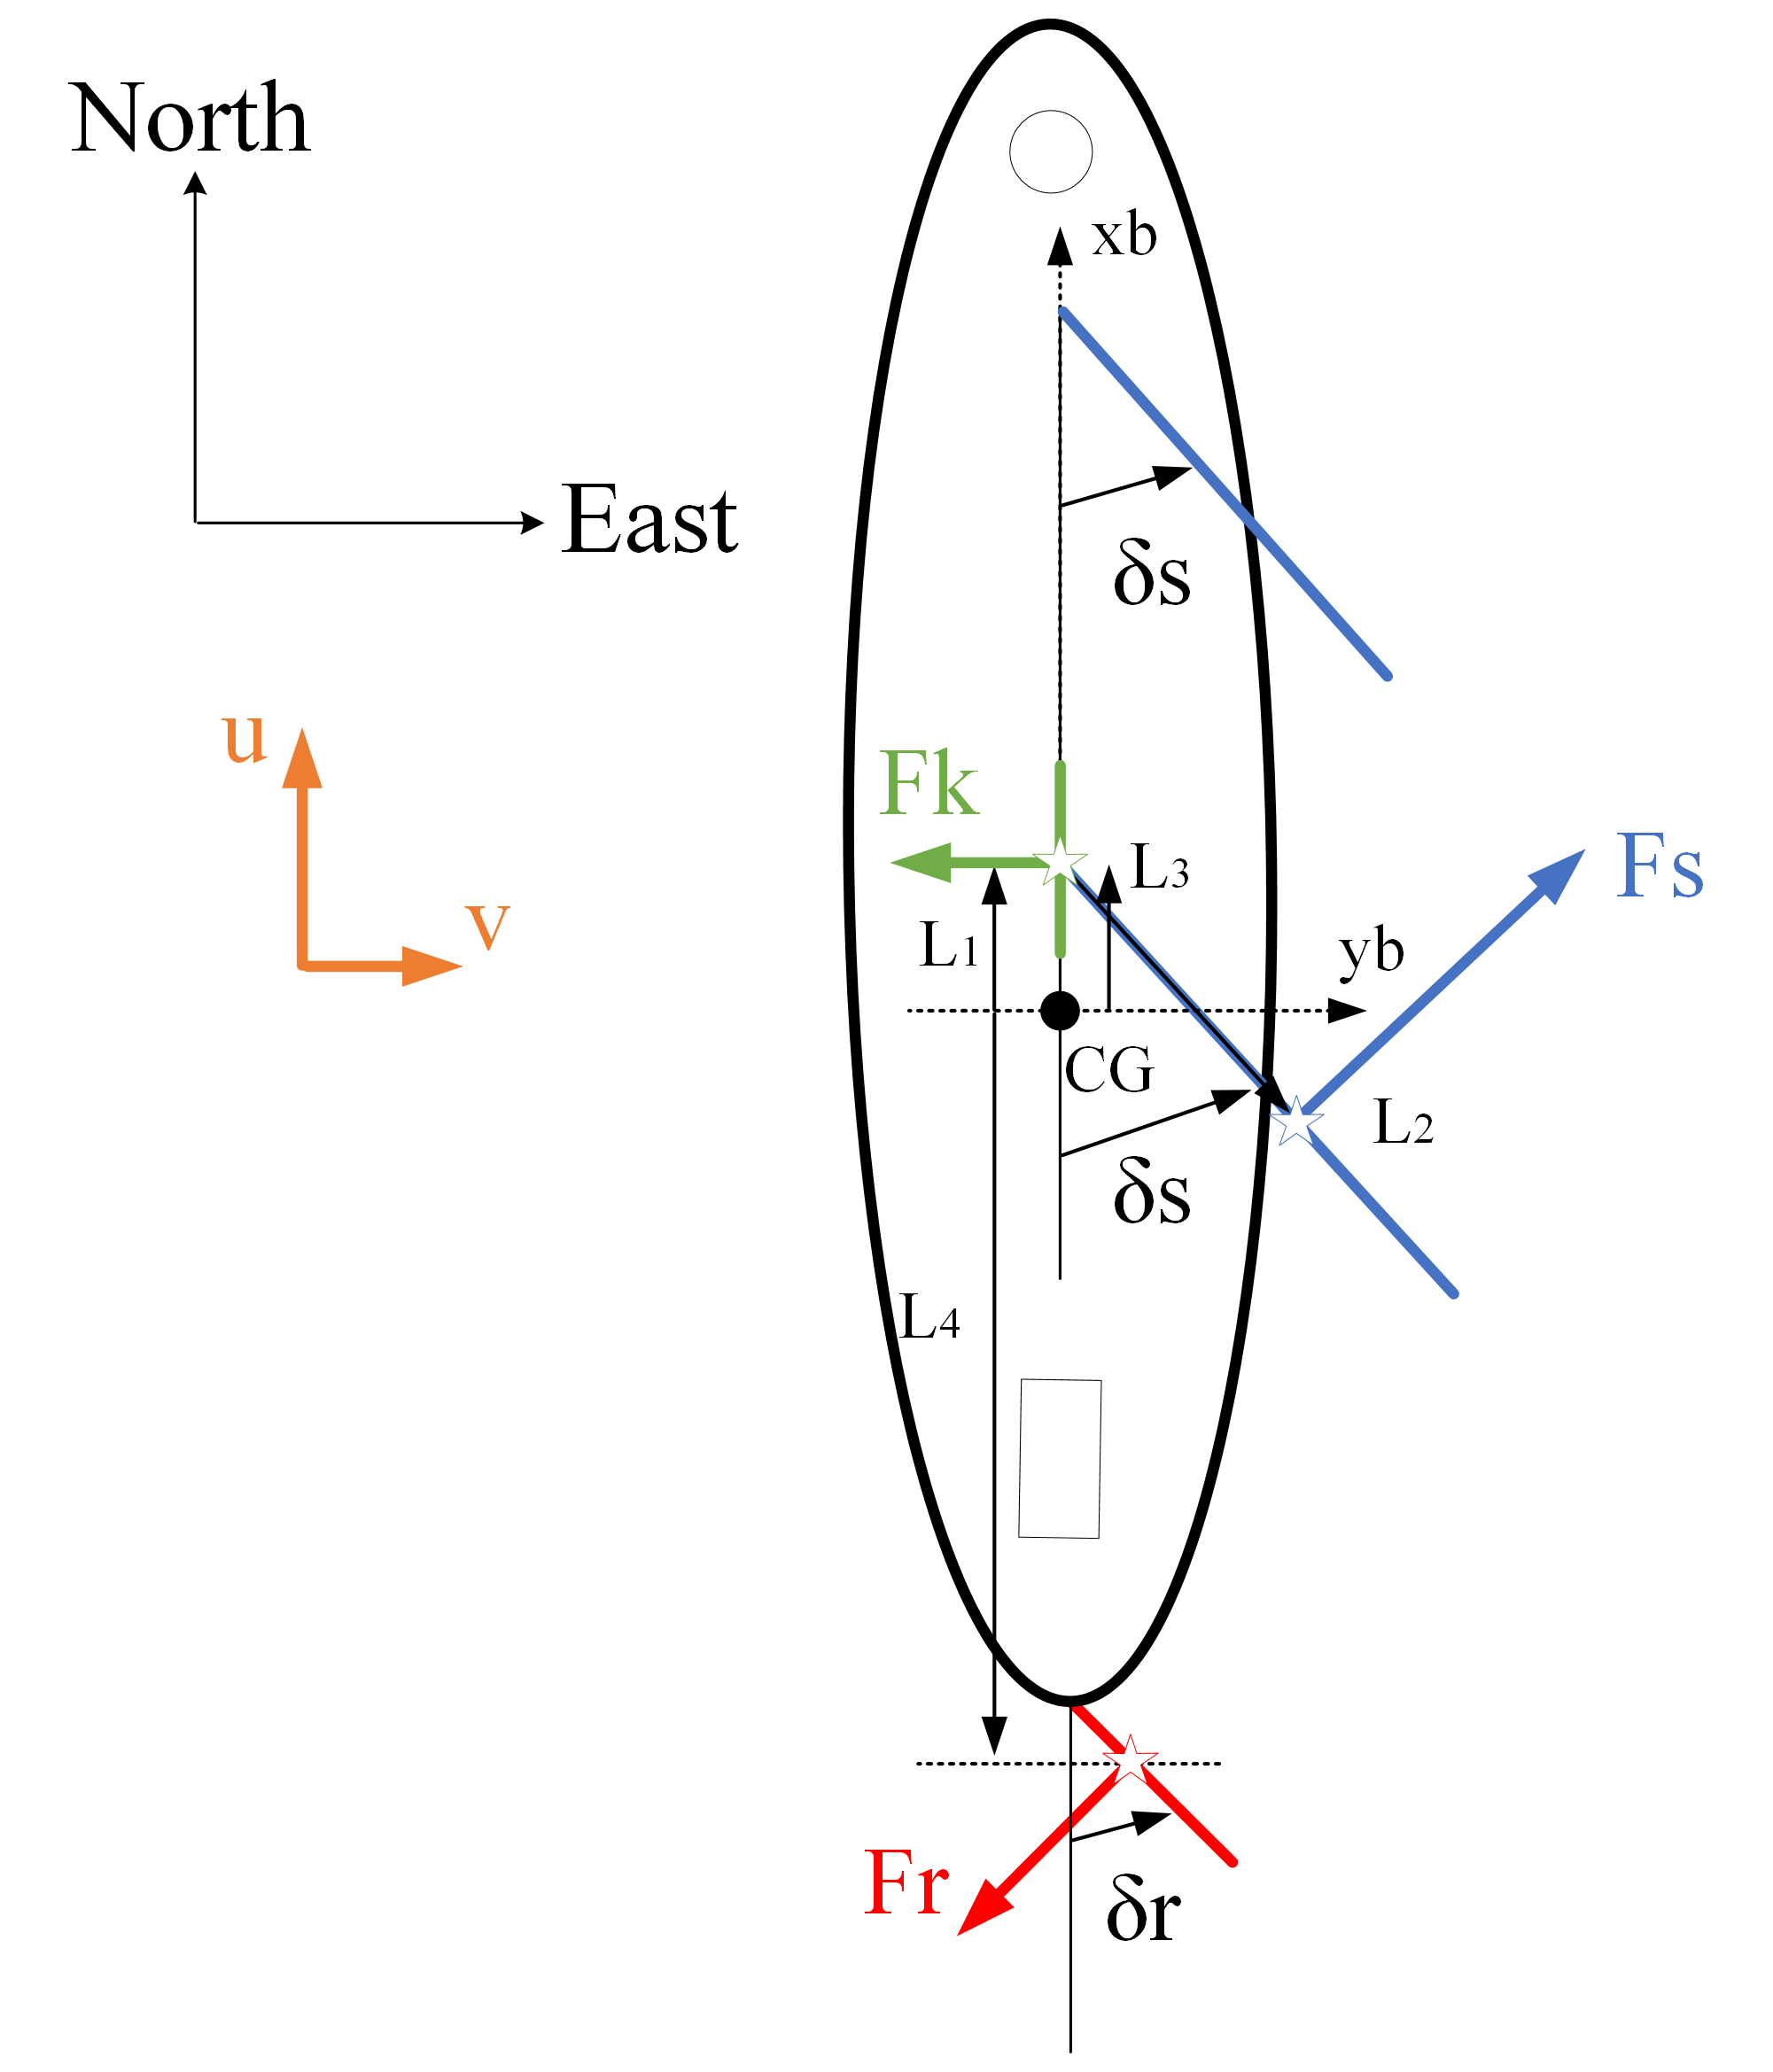 North
xb
East
δs
u
Fk
L3
Fs
v
L1
yb
CG
L2
δs
L4
Fr
δr